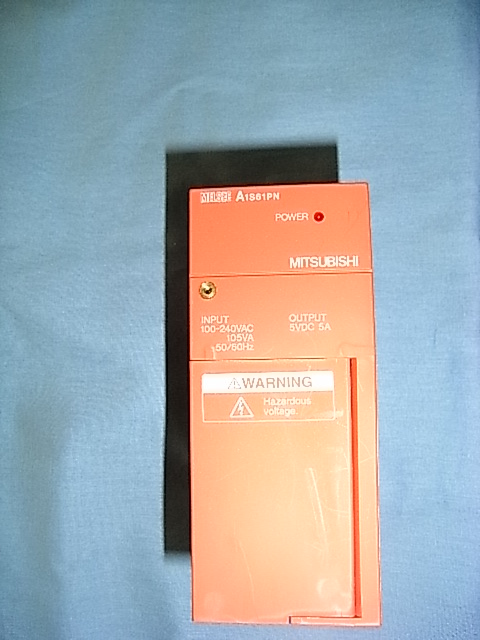 MELSEC A1S61PN
POWER
MITSUBISHI
INPUT
100-240VAC
105VA
50/60Hz
OUTPUT
5VDC 5A
WARNING
Hazardous
voltage.